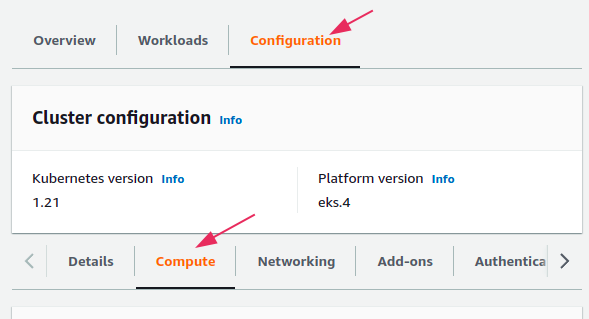 Overview Workloads Configuration
Cluster configuration Info
Kubernetes version Info Platform version Info
1.21 eks.4
Details Compute Networking Add-ons Authentica